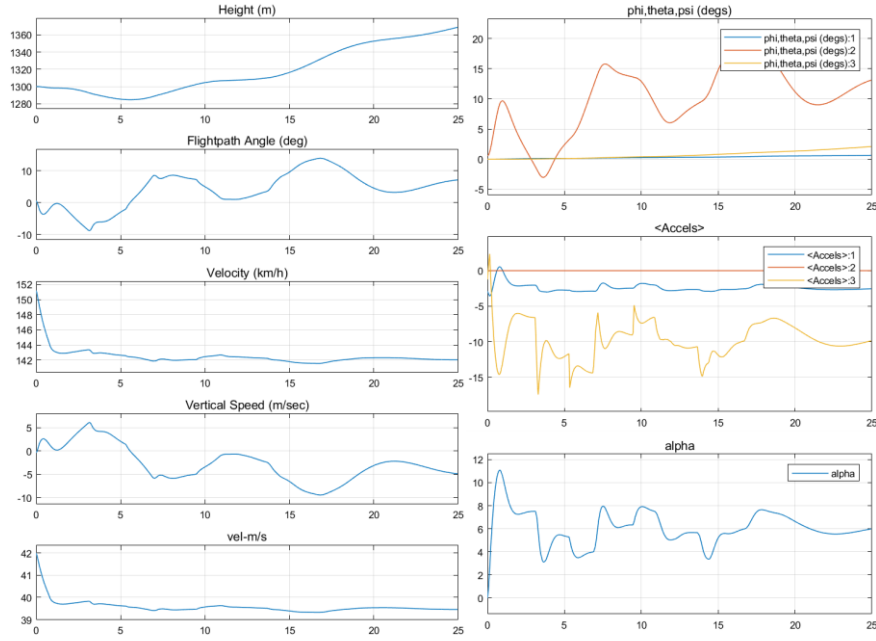 Height (m)
1360
1340
1320
1300
1280
0 5 10 15 20 25
Flightpath Angle (deg)
10
0
-10
0 5 10 15 20 25
Velocity (km/h)
152
150
148
146
144
142
0 5 10 15 20 25
Vertical Speed (m/sec)
5
0
-5
-10
0 5 10 15 20 25
vel-m/s
42
41
40
39
0 5 10 15 20 25
phi,theta,psi (degs)
phi,theta,psi (degs):1
phi,theta,psi (degs):2
phi,theta,psi (degs):3
20
15
10
5
0
-5
0 5 10 15 20 25
<Accels>
<Accels>:1
<Accels>:2
<Accels>:3
0
-5
-10
-15
0 5 10 15 20 25
alpha
alpha
12
10
8
6
4
2
0
0 5 10 15 20 25